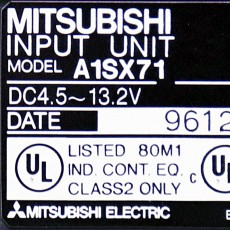 MITSUBISHI
INPUT UNIT
MODEL A1SX71
DC4.5~13.2V
DATE 9612
UL LISTED 80M1
IND. CONT. EQ.
CLASS2 ONLY
c
MITSUBISHI ELECTRIC